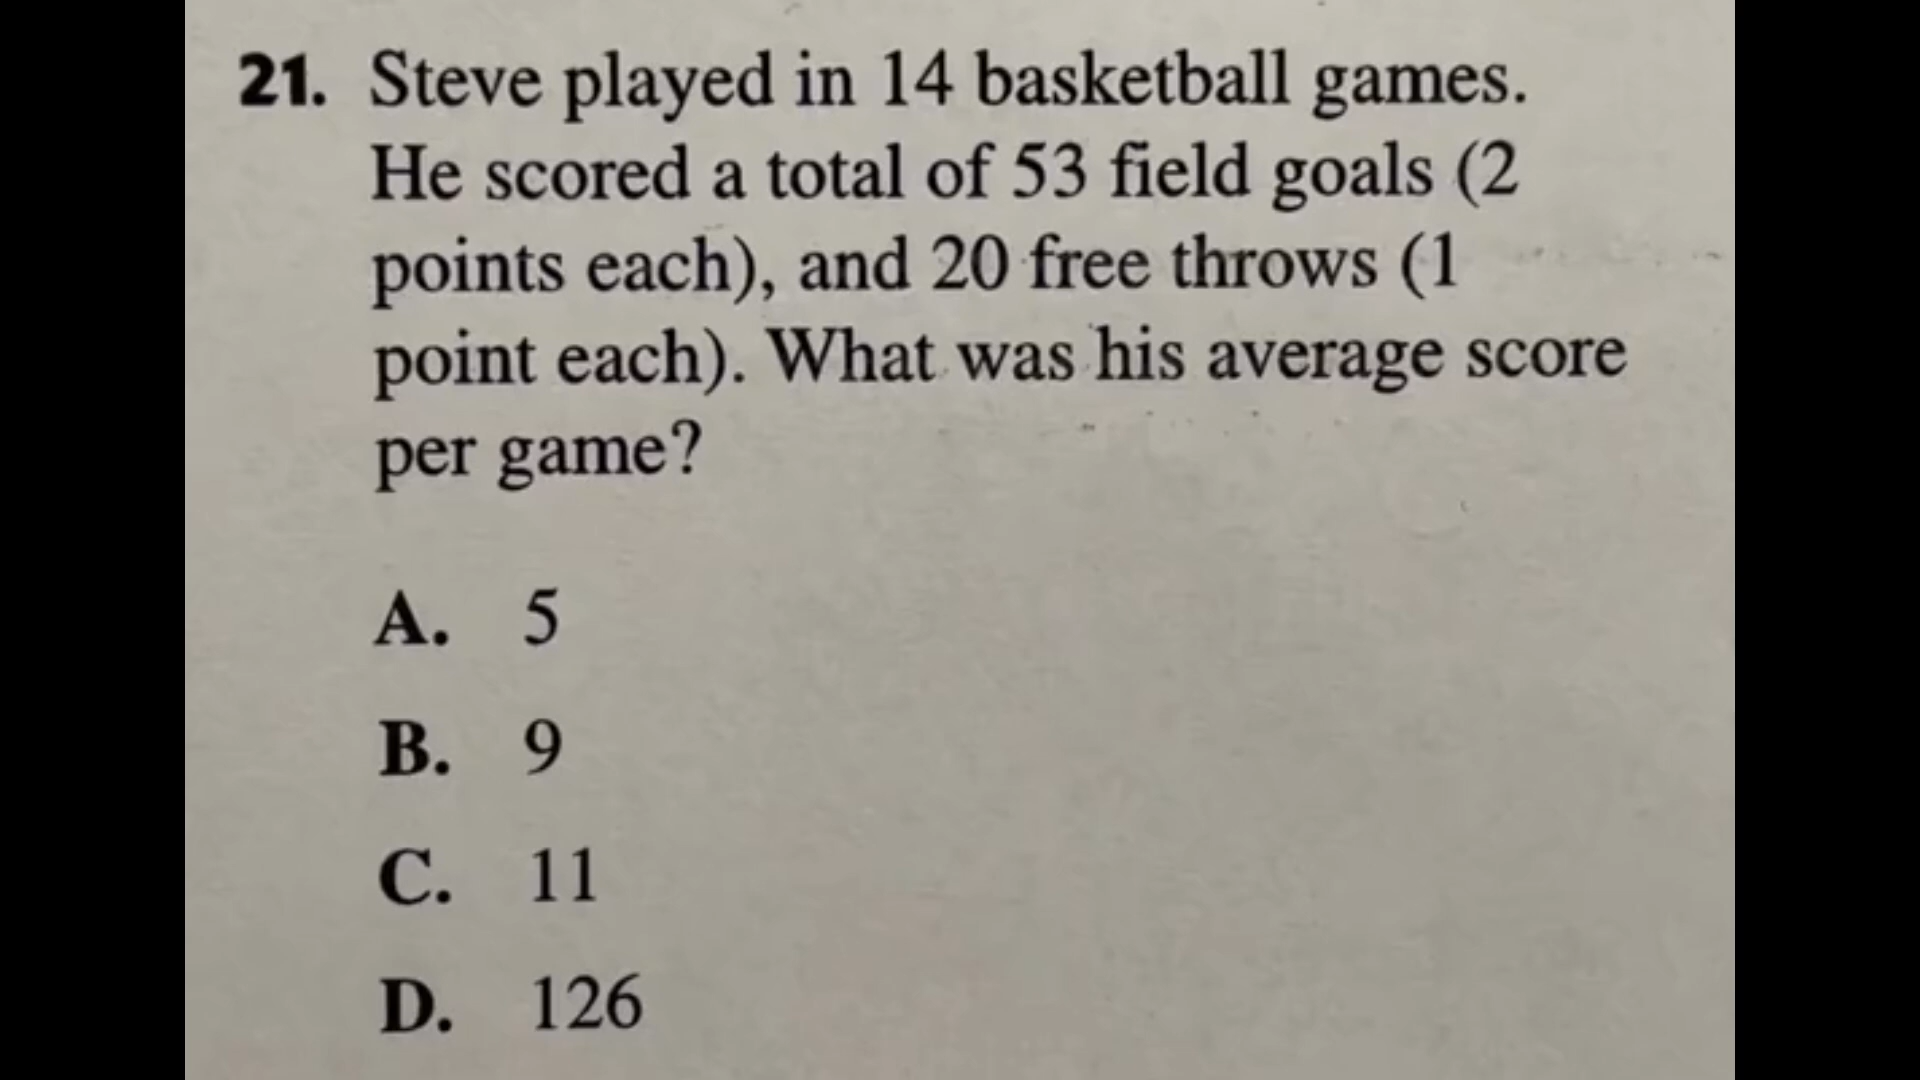 21. Steve played in 14 basketball games.
He scored a total of 53 field goals (2
points each), and 20 free throws (1
point each). What was his average score
per game?
A. 5
B. 9
C. 11
D. 126